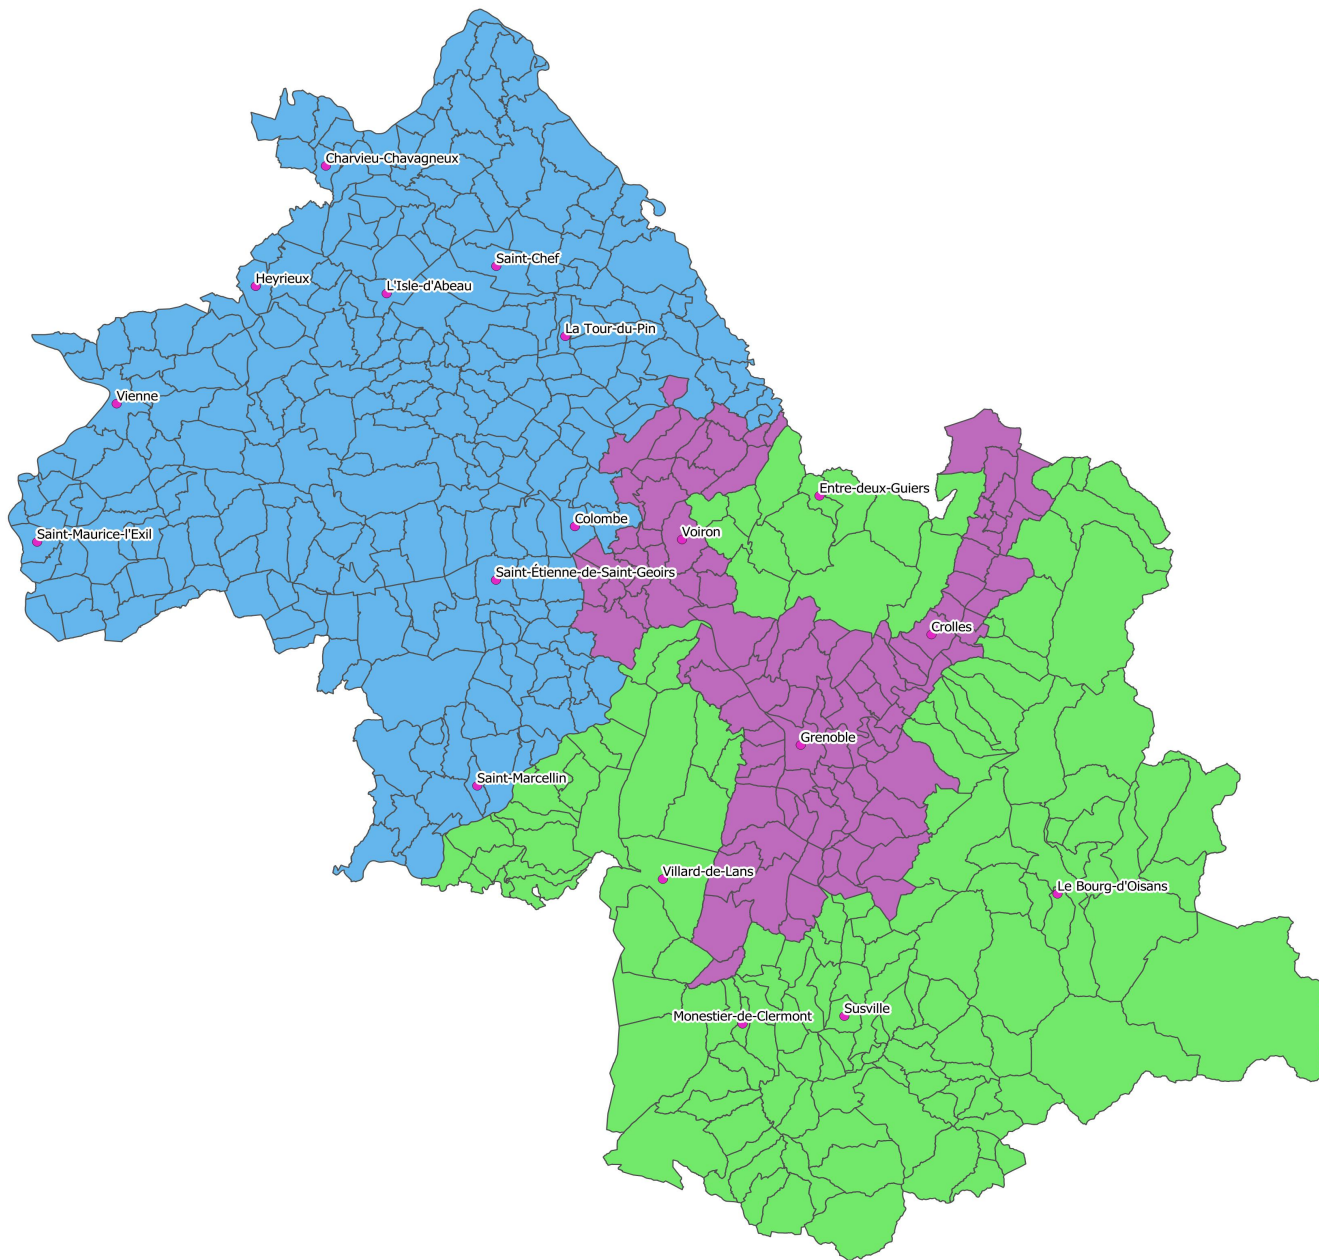 Charvieu-Chavagneux
Saint-Chef
Heyrieux
L'Isle-d'Abeau
La Tour-du-Pin
Vienne
Entre-deux-Guiers
Colombe
Saint-Maurice-l'Exil
Voiron
Saint-Étienne-de-Saint-Geoirs
Crolles
Grenoble
Saint-Marcellin
Villard-de-Lans
Le Bourg-d'Oisans
Susville
Monestier-de-Clermont